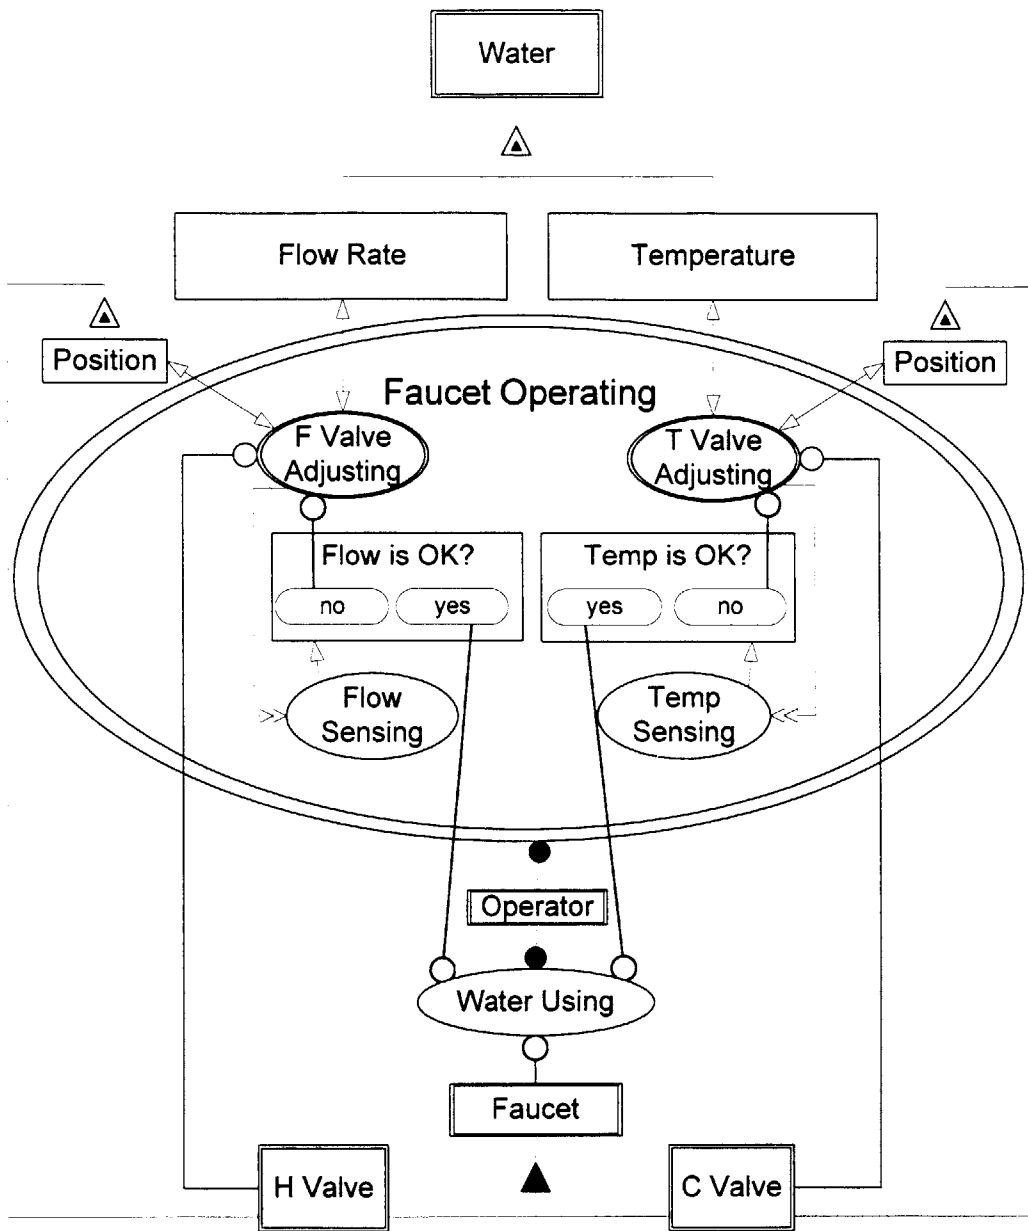 Water
Flow Rate
Temperature
Position
Position
Faucet Operating
F Valve
Adjusting
T Valve
Adjusting
Flow is OK?
Temp is OK?
no
yes
yes
no
Flow
Sensing
Temp
Sensing
Operator
Water Using
Faucet
H Valve
C Valve